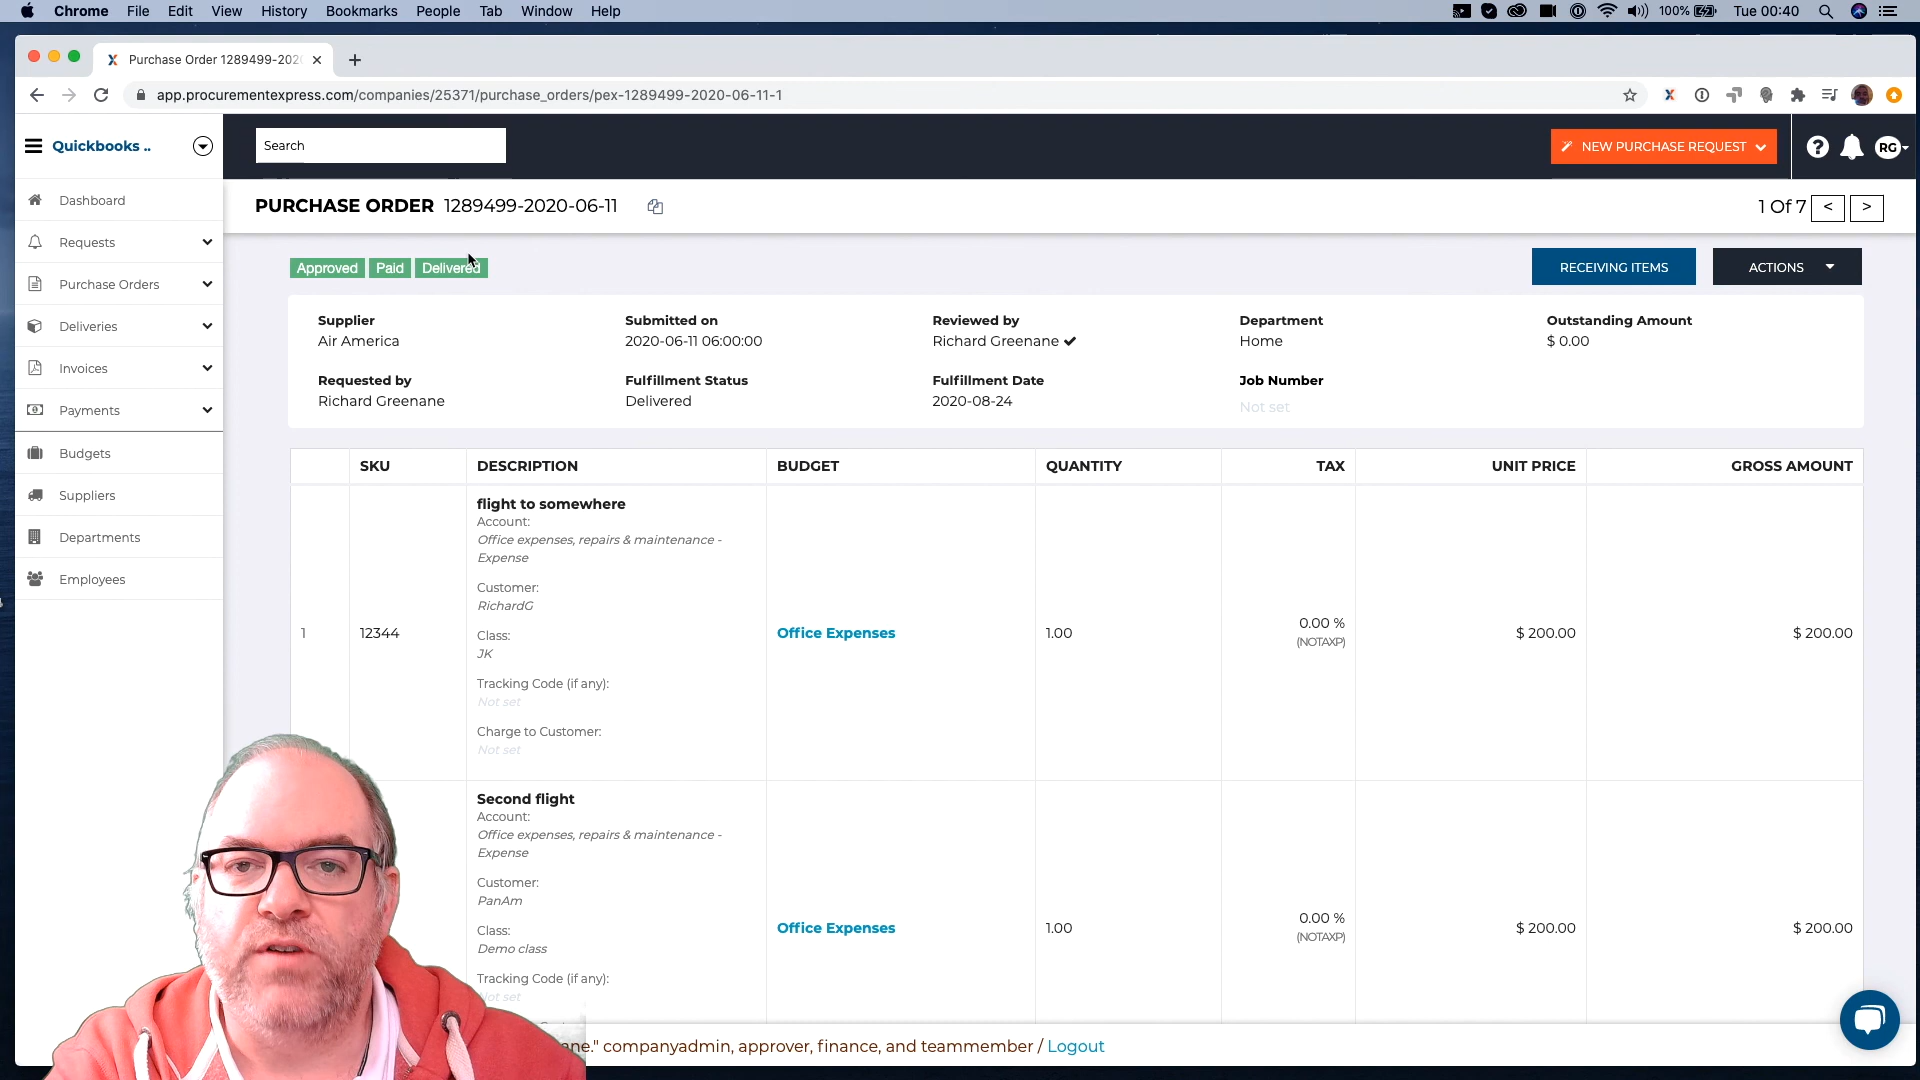 Chrome File Edit View History Bookmarks People Tab Window Help 100% Tue 00:40
Purchase Order 1289499-202
app.procurementexpress.com/companies/25371/purchase_orders/pex-1289499-2020-06-11-1
Quickbooks .. Search NEW PURCHASE REQUEST ? RG
PURCHASE ORDER 1289499-2020-06-11 1 Of 7 < >
Dashboard
Requests
Purchase Orders
Deliveries
Invoices
Payments
Budgets
Suppliers
Departments
Employees
Approved Paid Delivered RECEIVING ITEMS ACTIONS
Supplier Submitted on Reviewed by Department Outstanding Amount
Air America 2020-06-11 06:00:00 Richard Greenane Home $ 0.00
Requested by Fulfillment Status Fulfillment Date Job Number
Richard Greenane Delivered 2020-08-24 Not set
SKU DESCRIPTION BUDGET QUANTITY TAX UNIT PRICE GROSS AMOUNT
flight to somewhere
Account:
Office expenses, repairs & maintenance -
Expense
Customer:
RichardG
Class:
JK
Tracking Code (if any):
Not set
Charge to Customer:
Not set
1 12344 Office Expenses 1.00 0.00 % $ 200.00 $ 200.00
(NOTAXP)
Second flight
Account:
Office expenses, repairs & maintenance -
Expense
Customer:
PanAm
Class:
Demo class
Tracking Code (if any):
Not set
Office Expenses 1.00 0.00 % $ 200.00 $ 200.00
(NOTAXP)
ane." companyadmin, approver, finance, and teammember / Logout